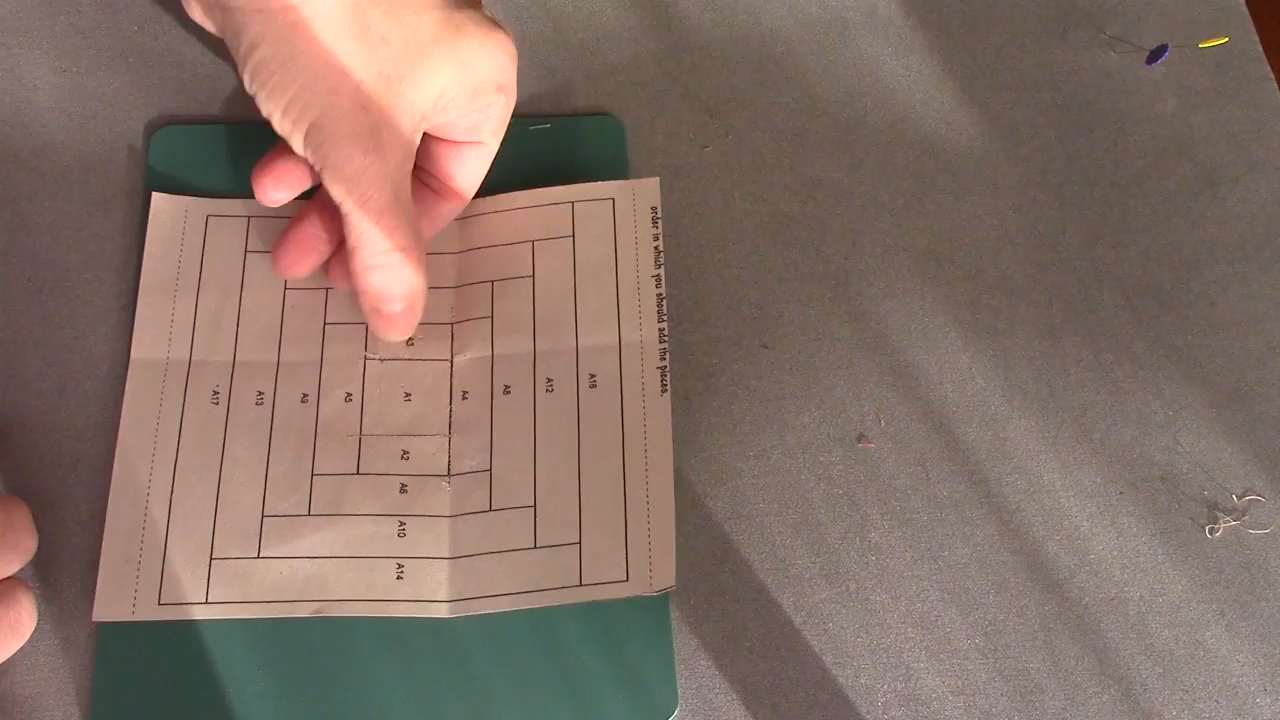 order in which you should add the pieces.
A17
A13
A9
A5
A1
A4
A8
A12
A16
A2
A6
A10
A14